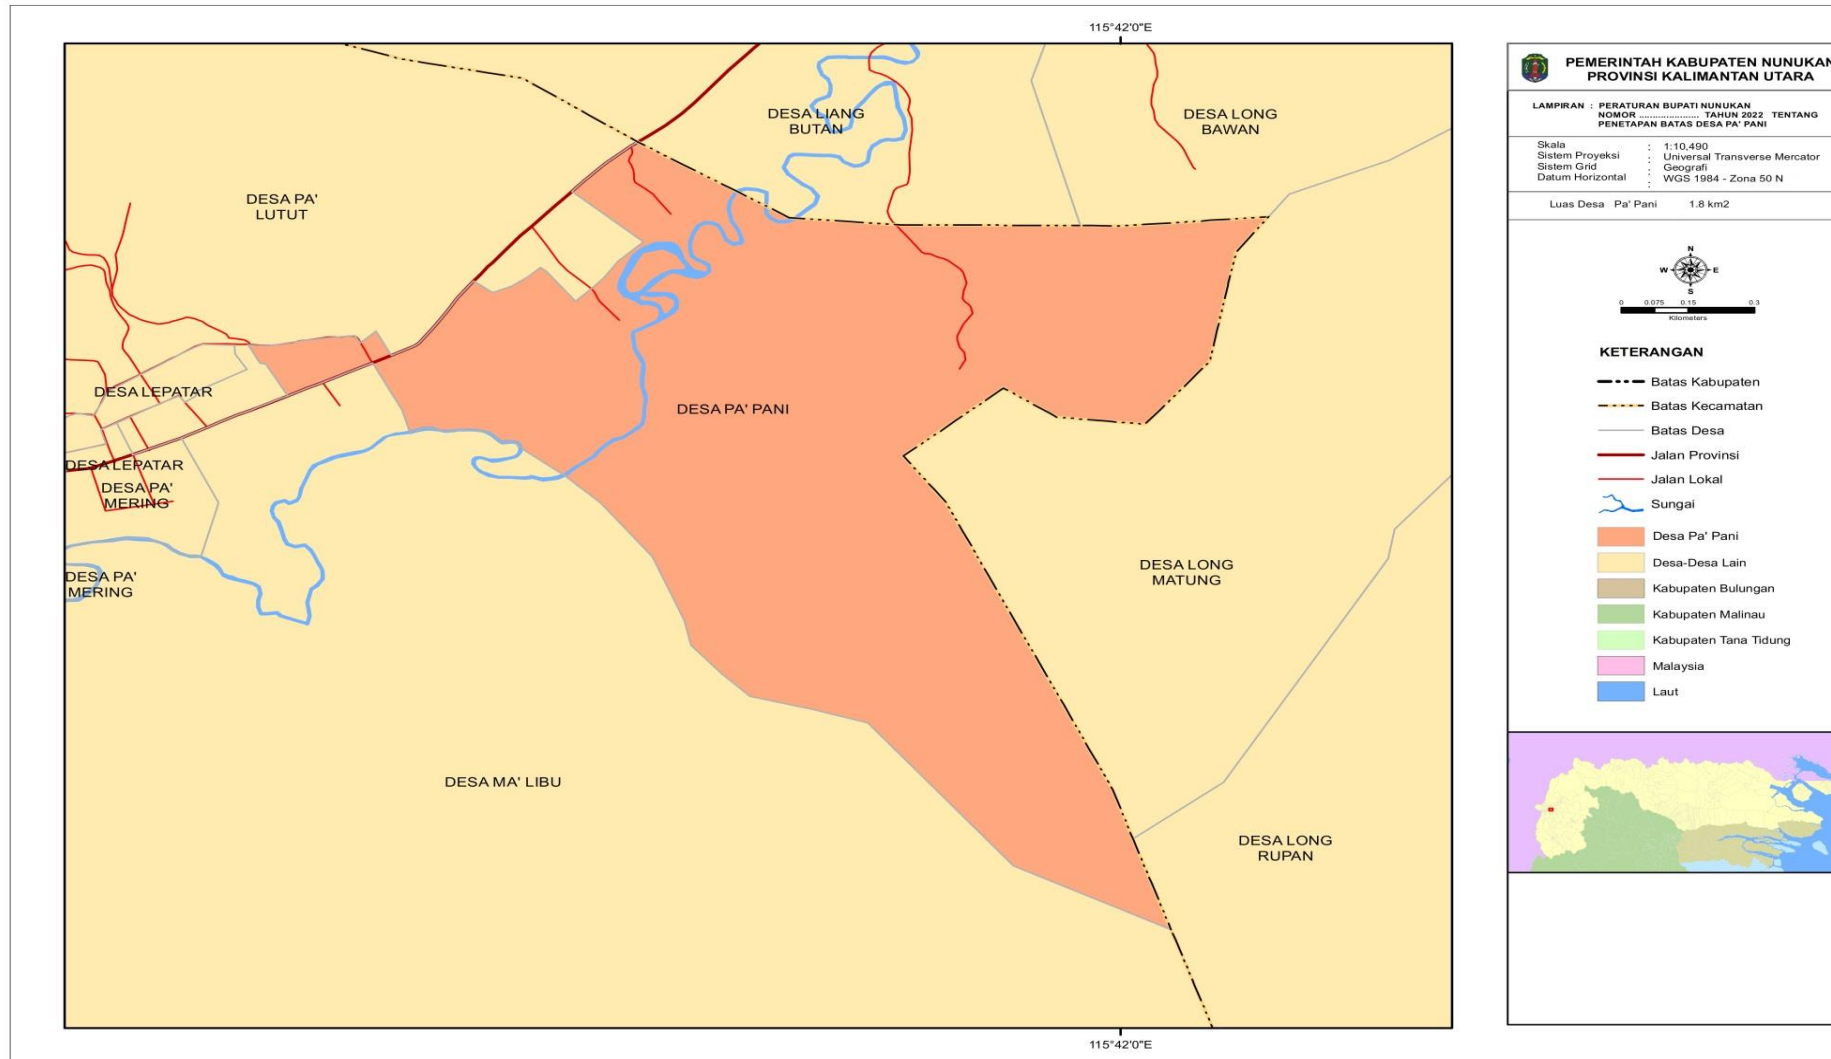 115°42'0"E
DESA LIANG
BUTAN
DESA LONG
BAWAN
DESA PA'
LUTUT
DESA LEPATAR
DESA PA' PANI
DESA LEPATAR
DESA PA'
MERING
DESA PA'
MERING
DESA LONG
MATUNG
DESA MA' LIBU
DESA LONG
RUPAN
115°42'0"E
PEMERINTAH KABUPATEN NUNUKAN
PROVINSI KALIMANTAN UTARA
LAMPIRAN : PERATURAN BUPATI NUNUKAN
NOMOR ...................... TAHUN 2022 TENTANG
PENETAPAN BATAS DESA PA' PANI
Skala : 1:10,490
Sistem Proyeksi : Universal Transverse Mercator
Sistem Grid : Geografi
Datum Horizontal : WGS 1984 - Zona 50 N
Luas Desa Pa' Pani 1.8 km2
N
W E
S
0 0.075 0.15 0.3
Kilometers
KETERANGAN
Batas Kabupaten
Batas Kecamatan
Batas Desa
Jalan Provinsi
Jalan Lokal
Sungai
Desa Pa' Pani
Desa-Desa Lain
Kabupaten Bulungan
Kabupaten Malinau
Kabupaten Tana Tidung
Malaysia
Laut